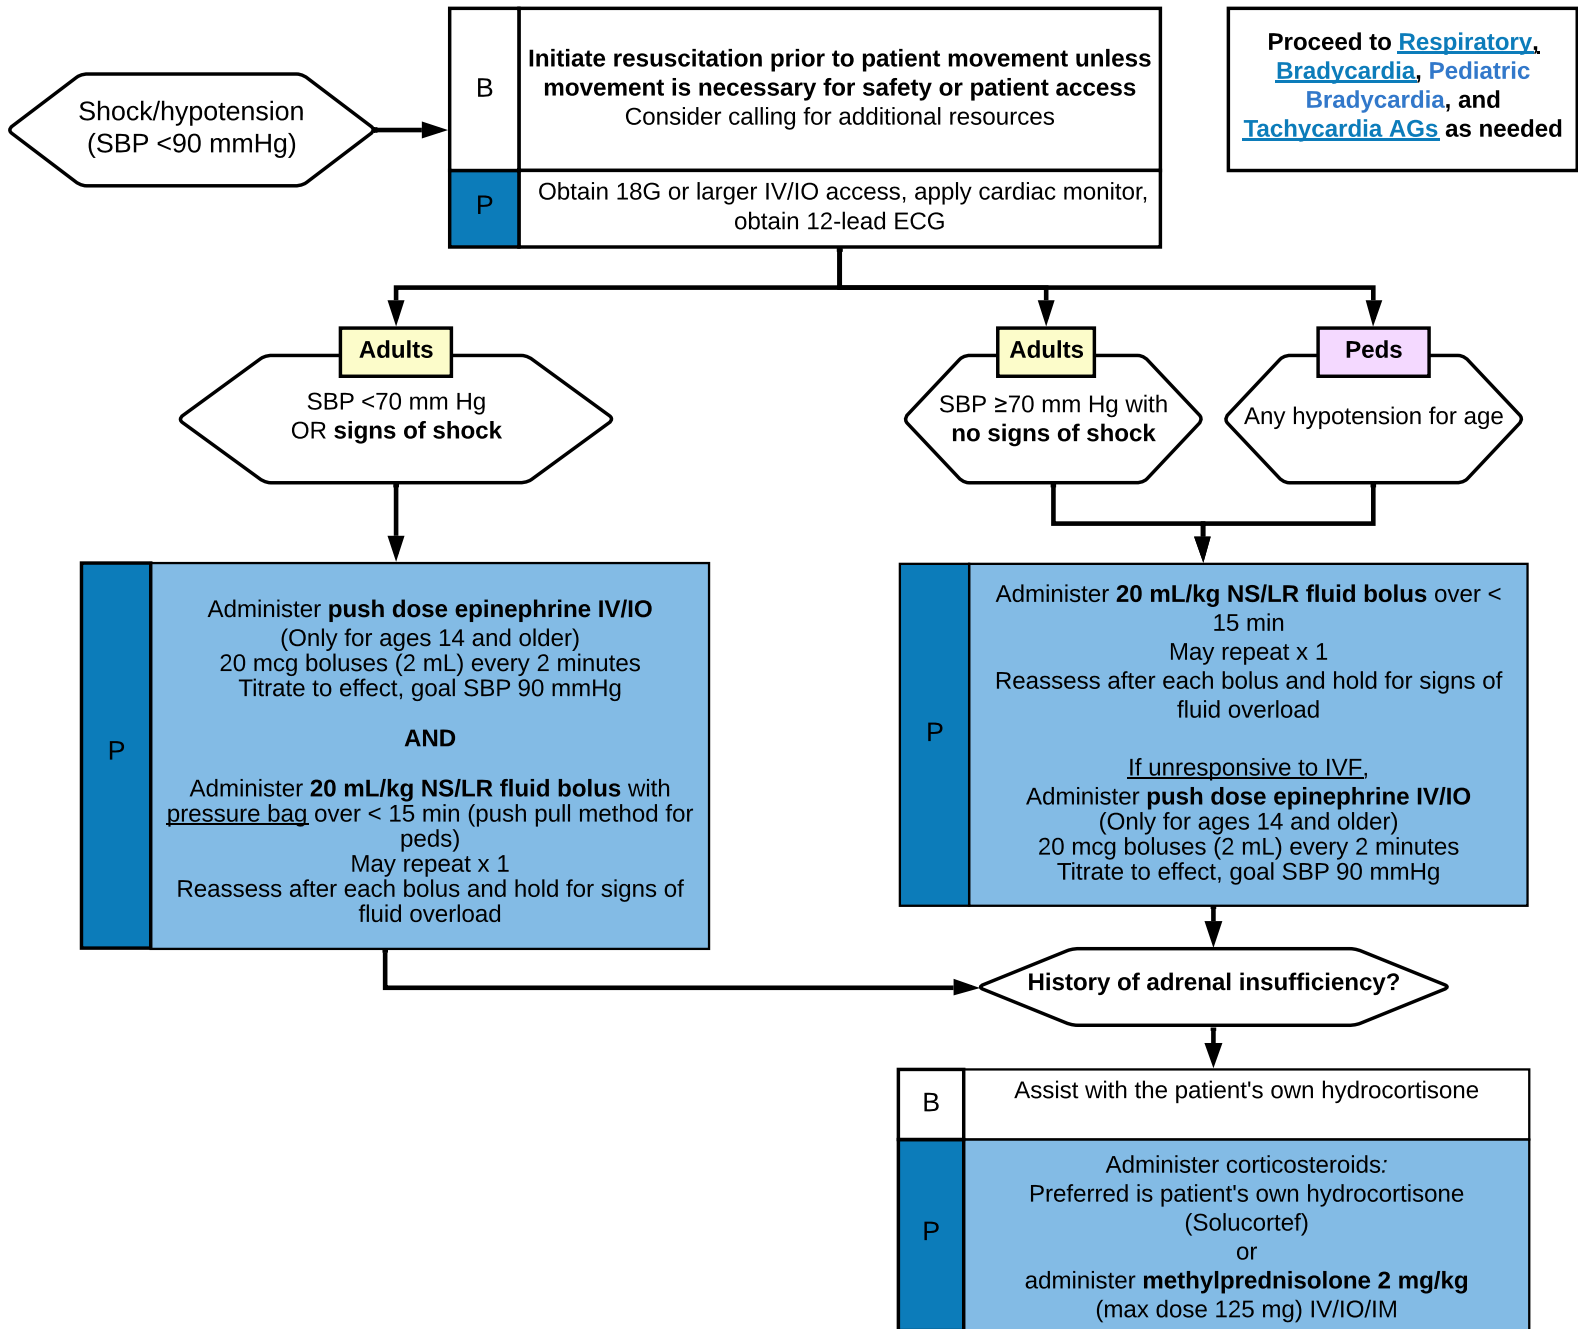 Shock/hypotension
(SBP <90 mmHg)
B
Initiate resuscitation prior to patient movement unless
movement is necessary for safety or patient access
Consider calling for additional resources
P
Obtain 18G or larger IV/IO access, apply cardiac monitor,
obtain 12-lead ECG
Proceed to Respiratory,
Bradycardia, Pediatric
Bradycardia, and
Tachycardia AGs as needed
Adults
SBP <70 mm Hg
OR signs of shock
Adults
SBP ≥70 mm Hg with
no signs of shock
Peds
Any hypotension for age
P
Administer push dose epinephrine IV/IO
(Only for ages 14 and older)
20 mcg boluses (2 mL) every 2 minutes
Titrate to effect, goal SBP 90 mmHg
AND
Administer 20 mL/kg NS/LR fluid bolus with
pressure bag over < 15 min (push pull method for
peds)
May repeat x 1
Reassess after each bolus and hold for signs of
fluid overload
P
Administer 20 mL/kg NS/LR fluid bolus over <
15 min
May repeat x 1
Reassess after each bolus and hold for signs of
fluid overload
If unresponsive to IVF,
Administer push dose epinephrine IV/IO
(Only for ages 14 and older)
20 mcg boluses (2 mL) every 2 minutes
Titrate to effect, goal SBP 90 mmHg
History of adrenal insufficiency?
B
Assist with the patient's own hydrocortisone
P
Administer corticosteroids:
Preferred is patient's own hydrocortisone
(Solucortef)
or
administer methylprednisolone 2 mg/kg
(max dose 125 mg) IV/IO/IM